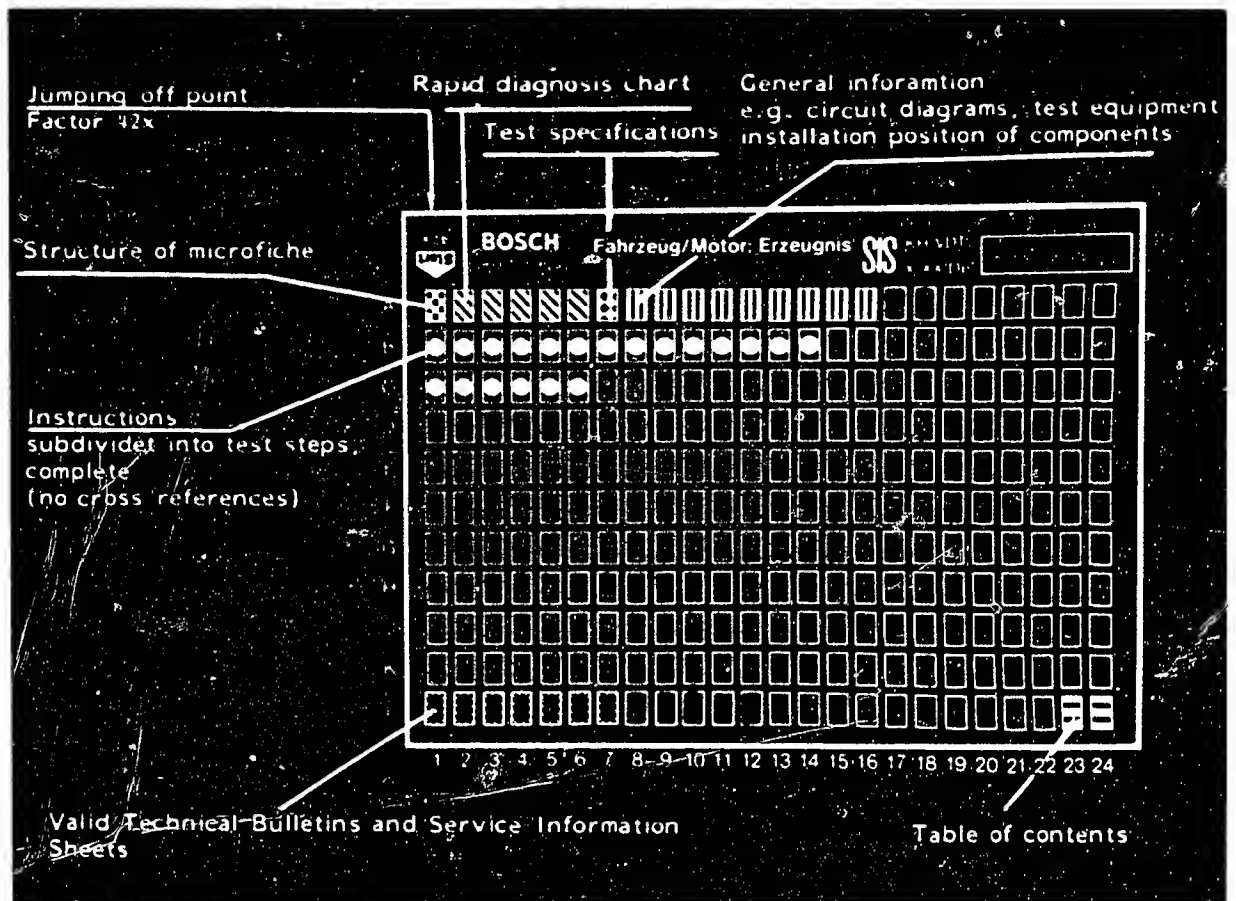 Jumping off point
Factor 42x
Rapid diagnosis chart
Test specifications
General inforamtion
e.g. circuit diagrams, test equipment
installation position of components
Structure of microfiche
BOSCH Fahrzeug/Motor: Erzeugnis SIS
Instructions
subdividet into test steps,
complete
(no cross references)
1 2 3 4 5 6 7 8 9 10 11 12 13 14 15 16 17 18 19 20 21 22 23 24
Valid Technical Bulletins and Service Information
Sheets
Table of contents